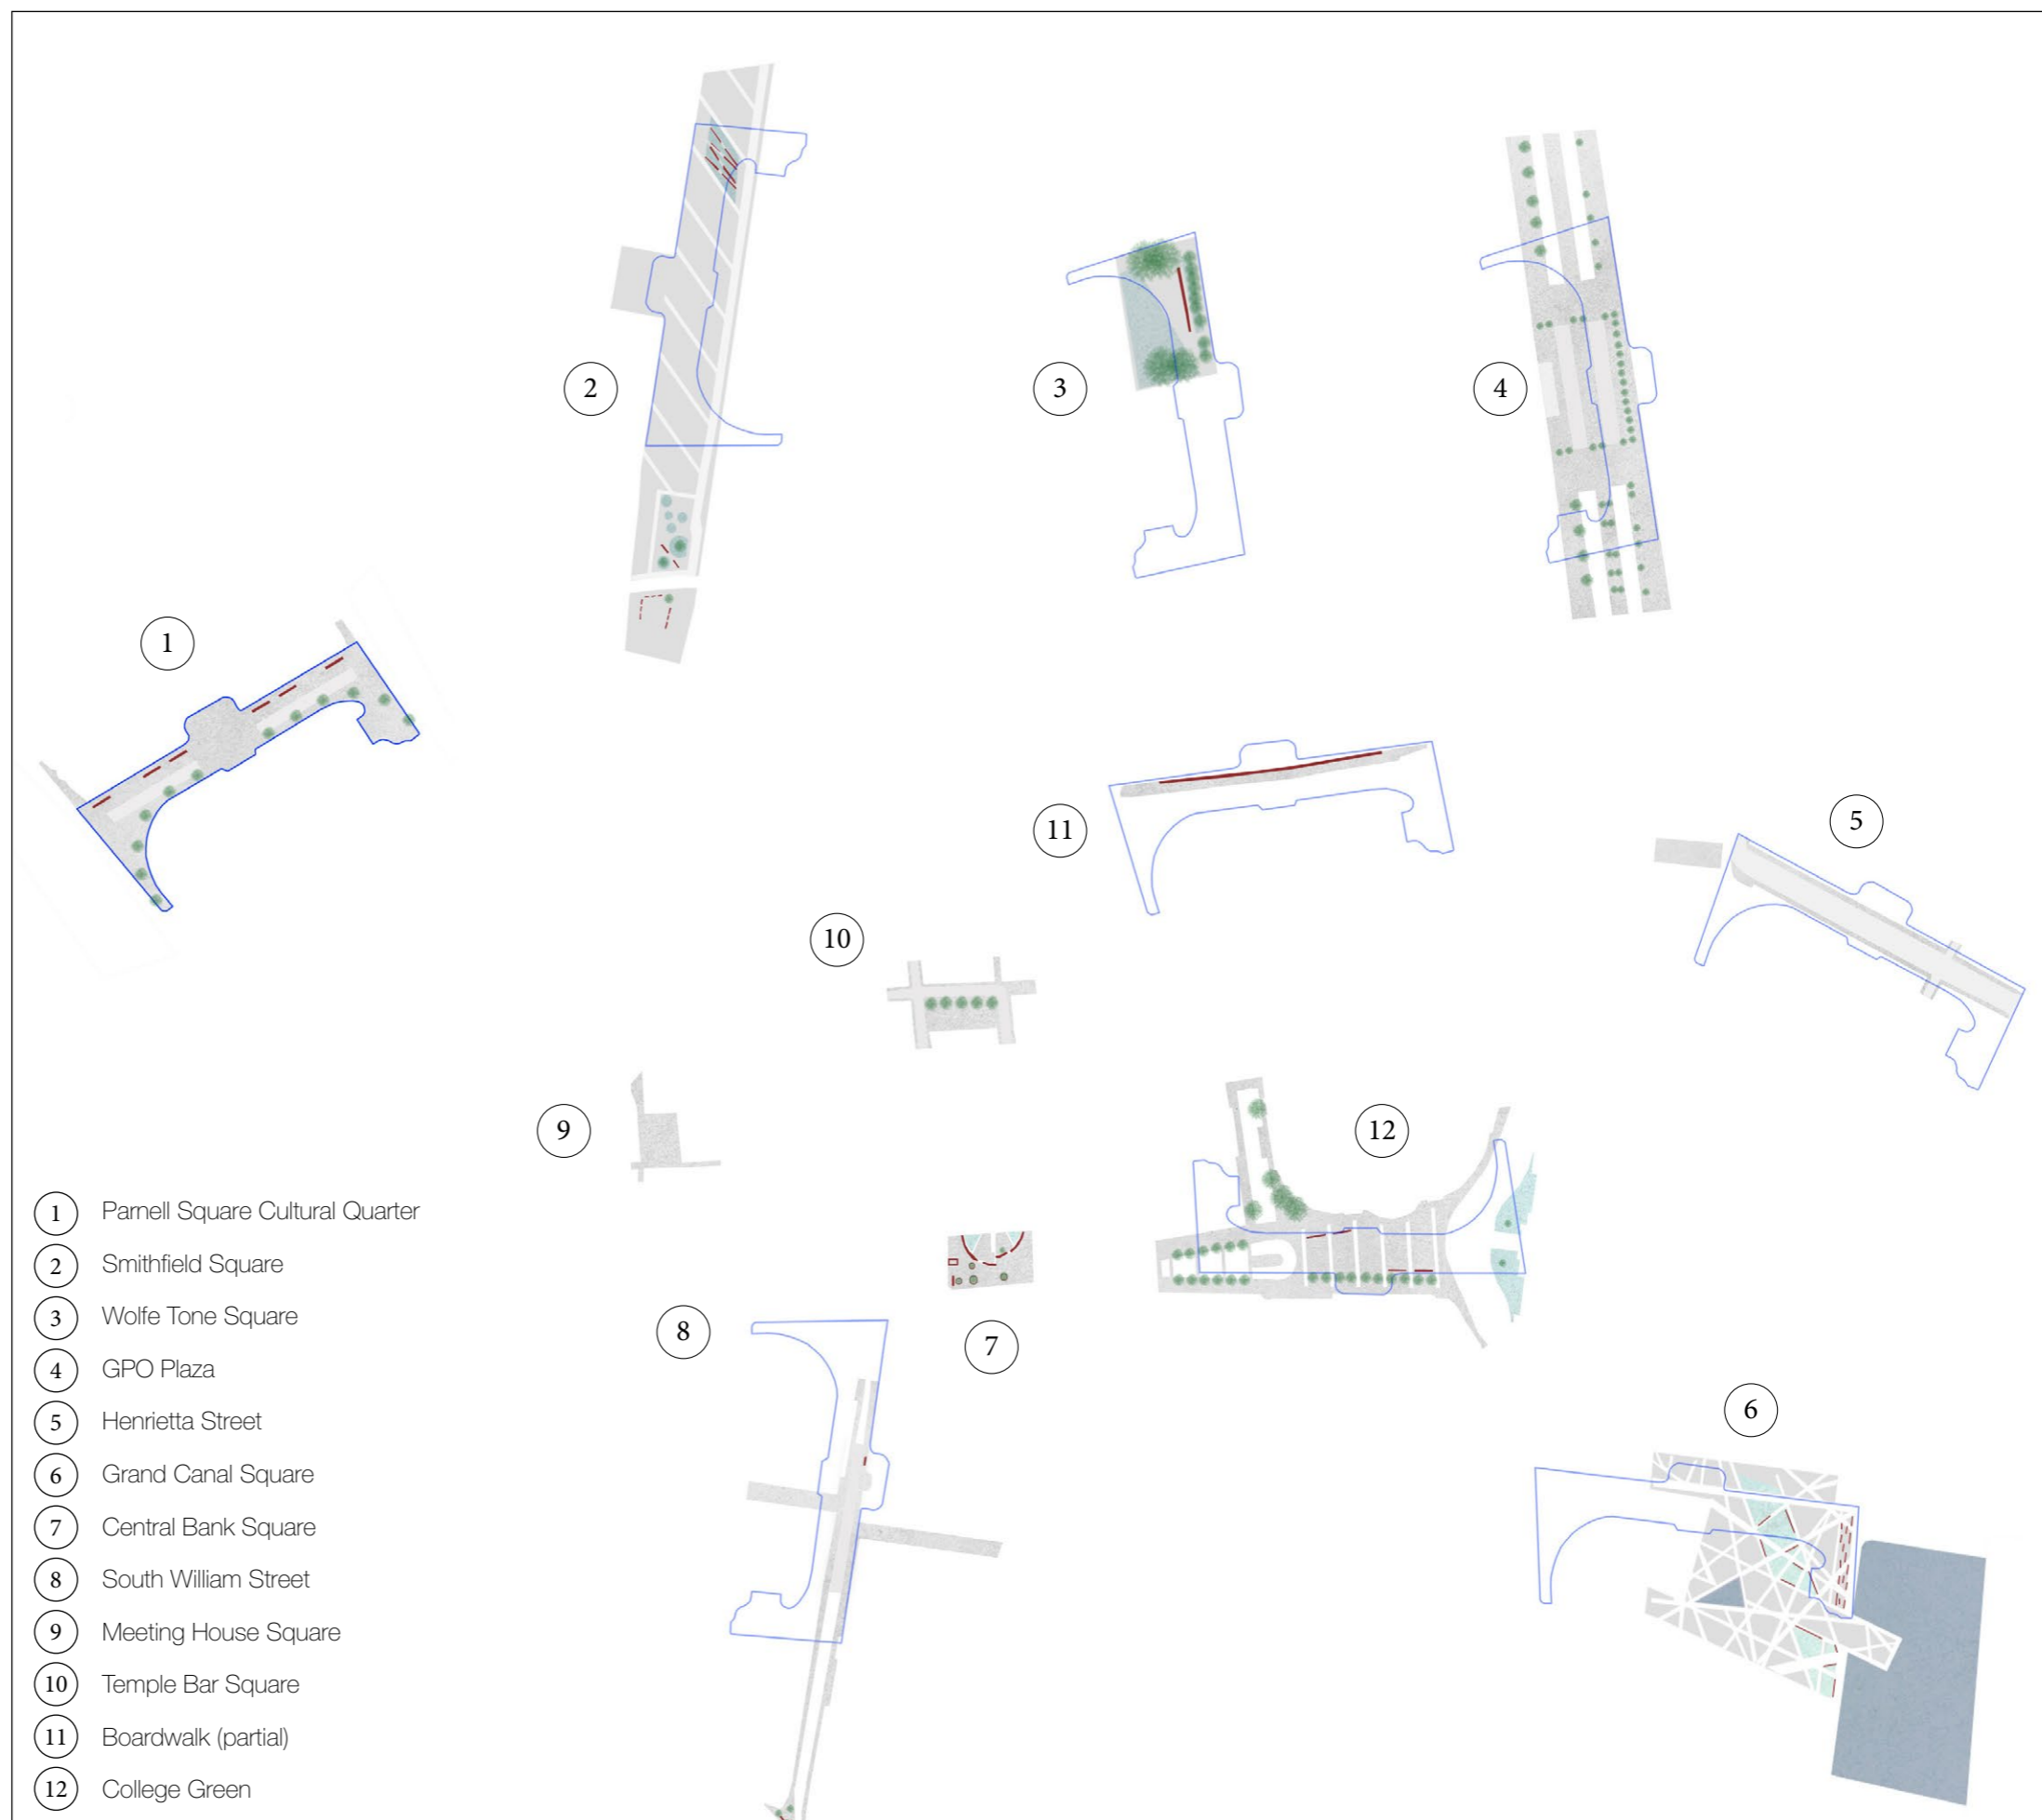 2
3
4
1
11
5
10
9
12
8
7
6
1 Parnell Square Cultural Quarter
2 Smithfield Square
3 Wolfe Tone Square
4 GPO Plaza
5 Henrietta Street
6 Grand Canal Square
7 Central Bank Square
8 South William Street
9 Meeting House Square
10 Temple Bar Square
11 Boardwalk (partial)
12 College Green